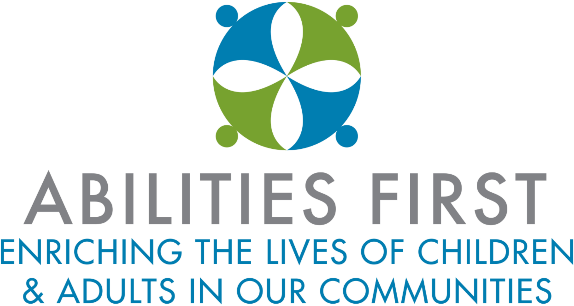 ABILITIES FIRST
ENRICHING THE LIVES OF CHILDREN
& ADULTS IN OUR COMMUNITIES